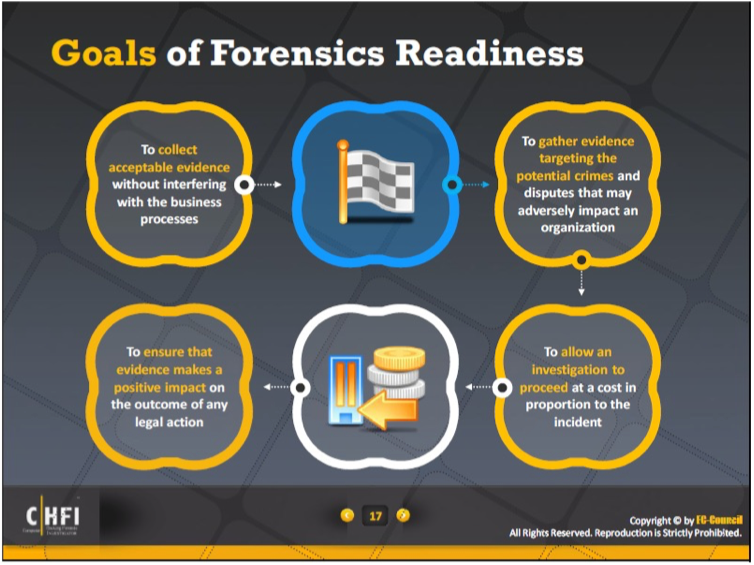 Goals of Forensics Readiness
To collect
acceptable evidence
without interfering
with the business
processes
To gather evidence
targeting the
potential crimes and
disputes that may
adversely impact an
organization
To allow an
investigation to
proceed at a cost in
proportion to the
incident
To ensure that
evidence makes a
positive impact on
the outcome of any
legal action
CHFI
17
Copyright © by EC-Council
All Rights Reserved. Reproduction is Strictly Prohibited.